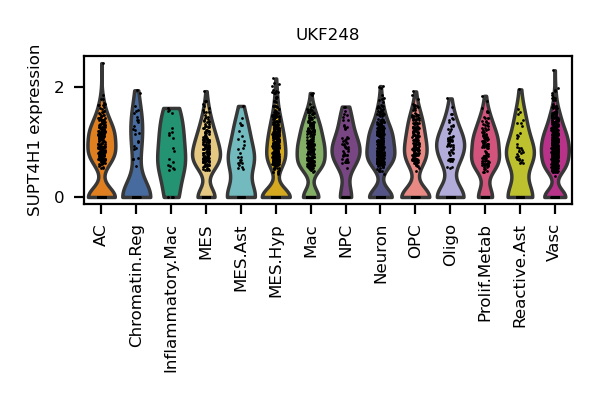 UKF248
SUPT4H1 expression
2
0
AC
Chromatin.Reg
Inflammatory.Mac
MES
MES.Ast
MES.Hyp
Mac
NPC
Neuron
OPC
Oligo
Prolif.Metab
Reactive.Ast
Vasc